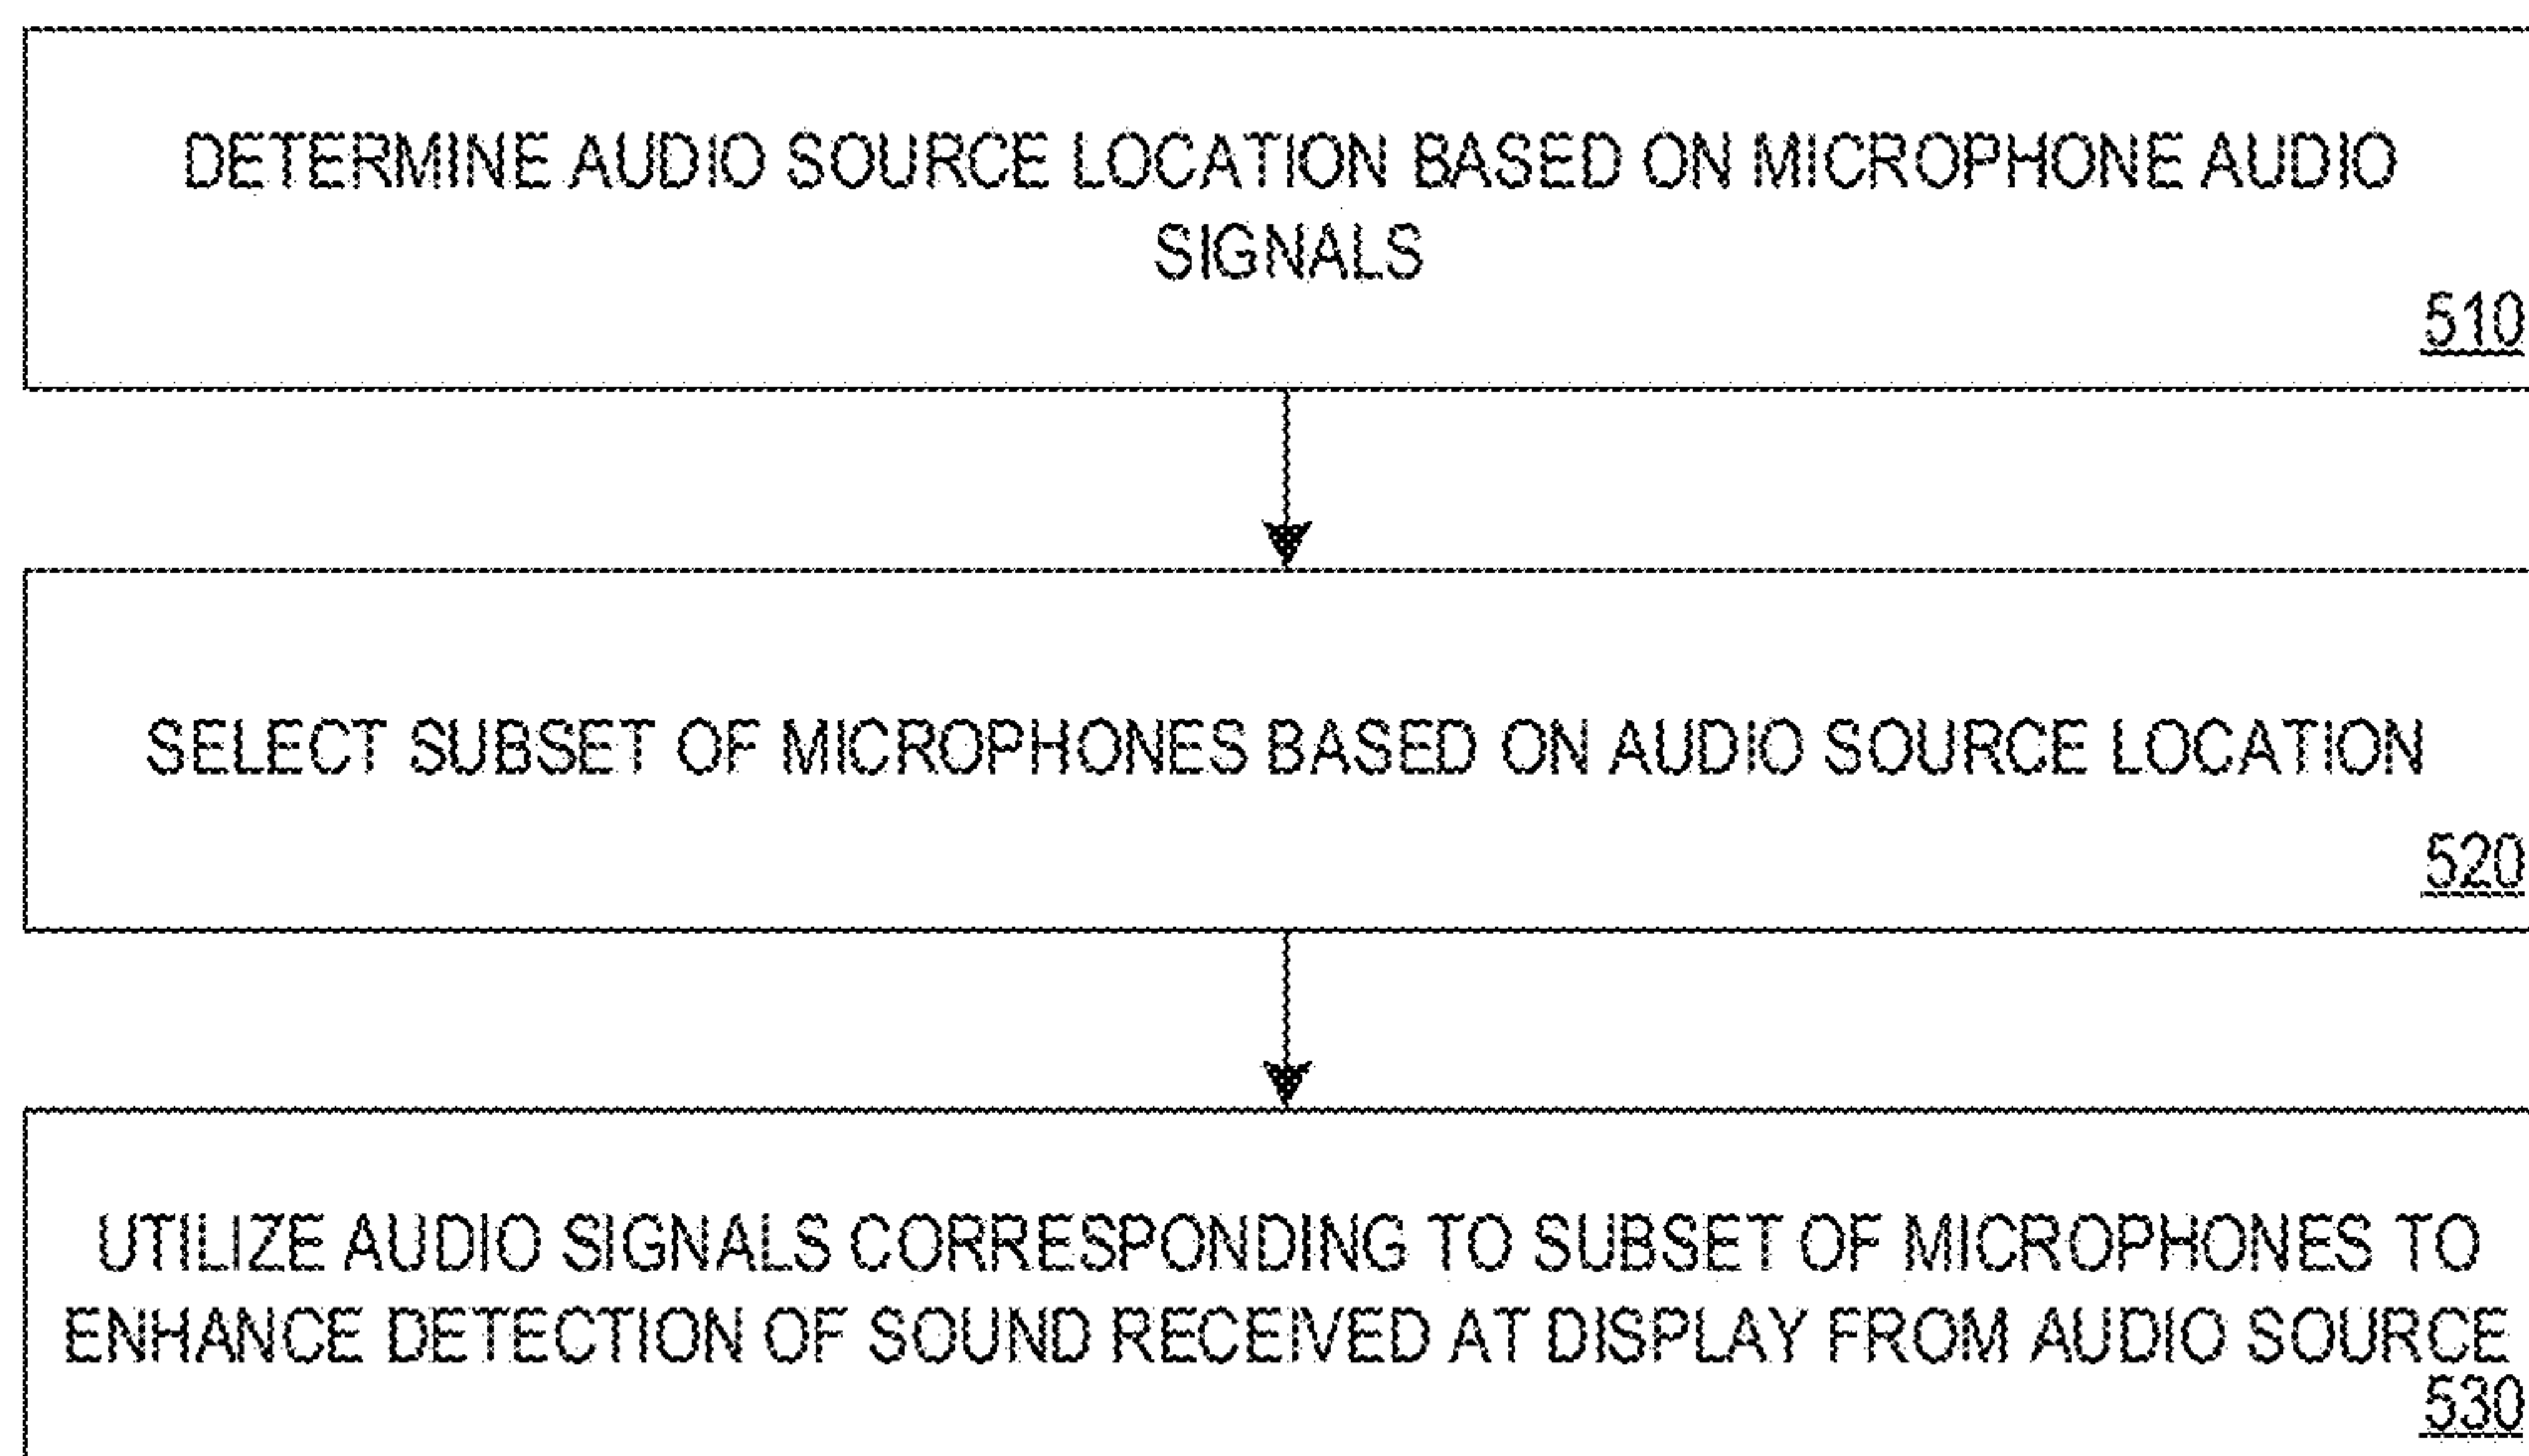 DETERMINE AUDIO SOURCE LOCATION BASED ON MICROPHONE AUDIO
SIGNALS
510
SELECT SUBSET OF MICROPHONES BASED ON AUDIO SOURCE LOCATION
520
UTILIZE AUDIO SIGNALS CORRESPONDING TO SUBSET OF MICROPHONES TO
ENHANCE DETECTION OF SOUND RECEIVED AT DISPLAY FROM AUDIO SOURCE
530